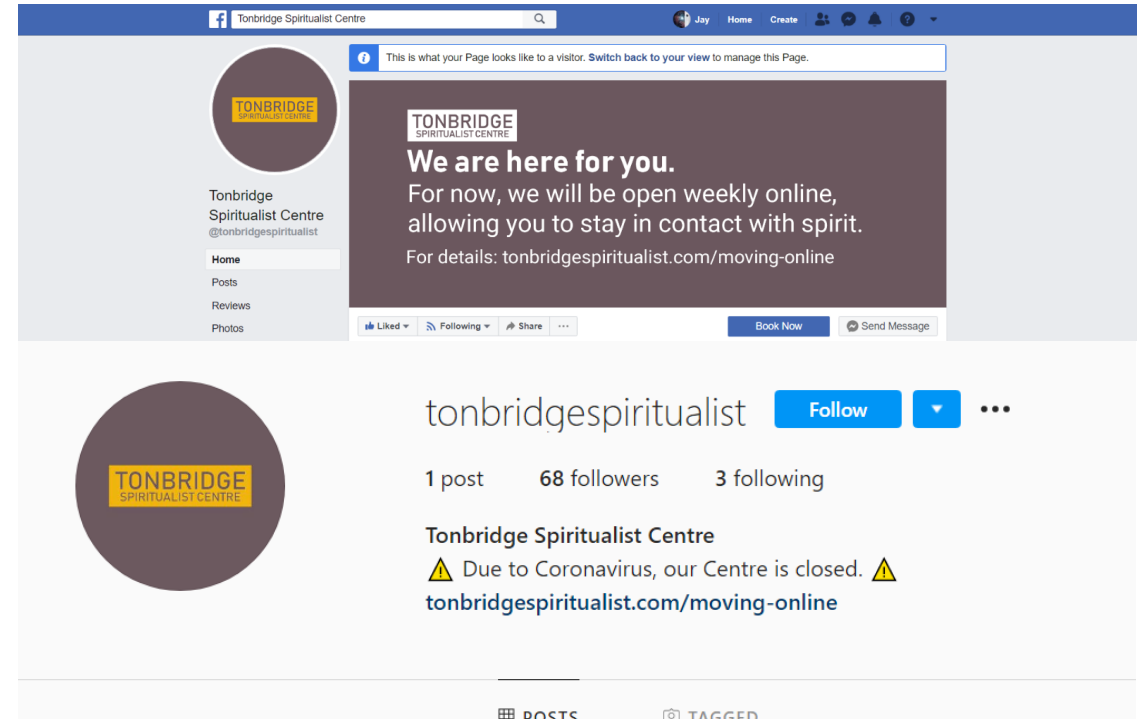 Tonbridge Spiritualist Centre
Jay Home Create
This is what your Page looks like to a visitor. Switch back to your view to manage this Page.
TONBRIDGE
SPIRITUALIST CENTRE
Tonbridge
Spiritualist Centre
@tonbridgespiritualist
Home
Posts
Reviews
Photos
TONBRIDGE
SPIRITUALIST CENTRE
We are here for you.
For now, we will be open weekly online,
allowing you to stay in contact with spirit.
For details: tonbridgespiritualist.com/moving-online
Liked Following Share ... Book Now Send Message
TONBRIDGE
SPIRITUALIST CENTRE
tonbridgespiritualist Follow
1 post 68 followers 3 following
Tonbridge Spiritualist Centre
⚠ Due to Coronavirus, our Centre is closed. ⚠
tonbridgespiritualist.com/moving-online
POSTS TAGGED